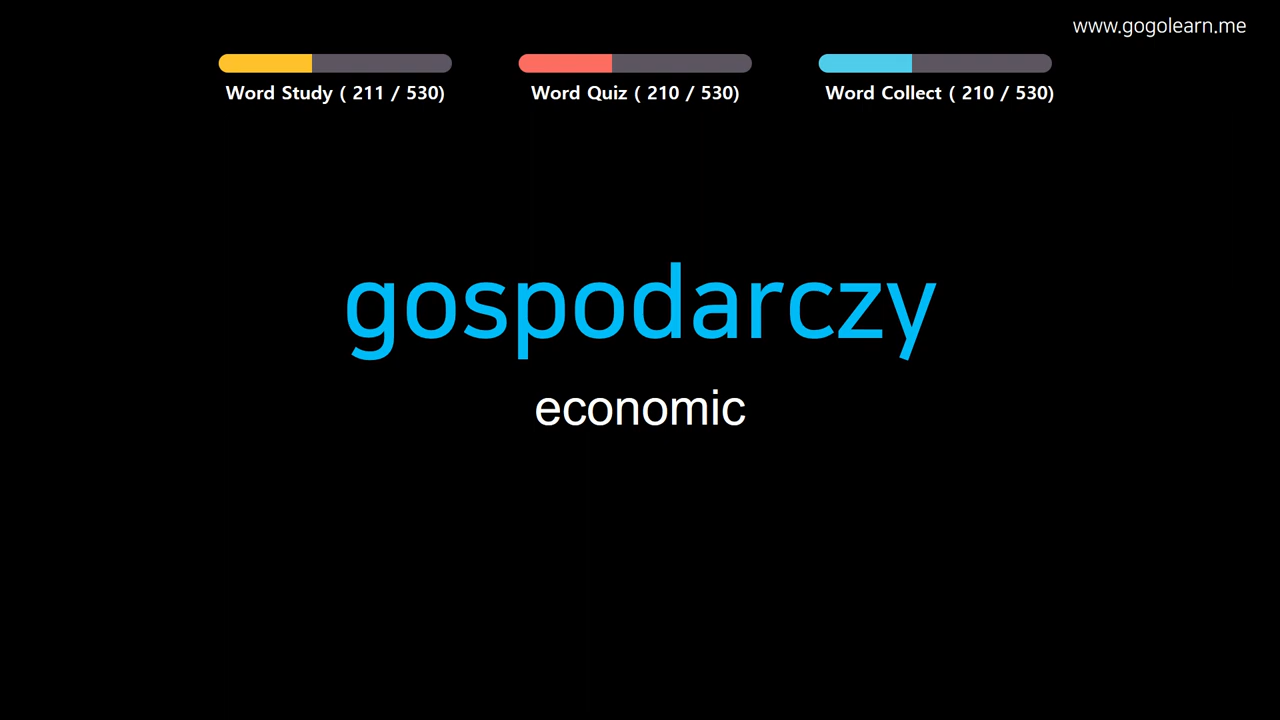 www.gogolearn.me
Word Study ( 211 / 530)
Word Quiz ( 210 / 530)
Word Collect ( 210 / 530)
gospodarczy
economic